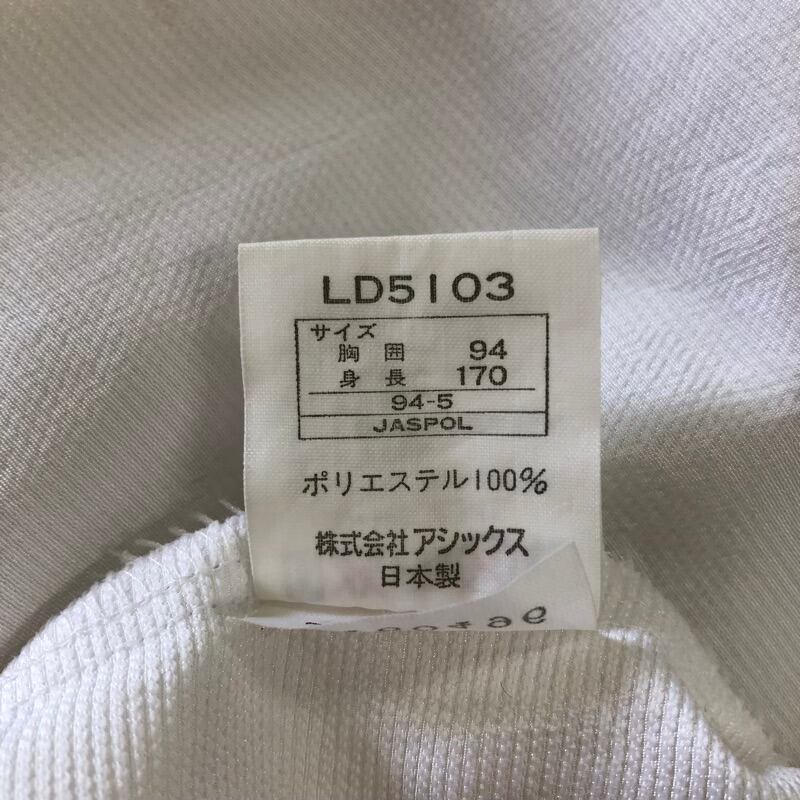 LD5103
サイズ
胸囲 94
身長 170
94-5
JASPOL
ポリエステル100%
株式会社アシックス
日本製